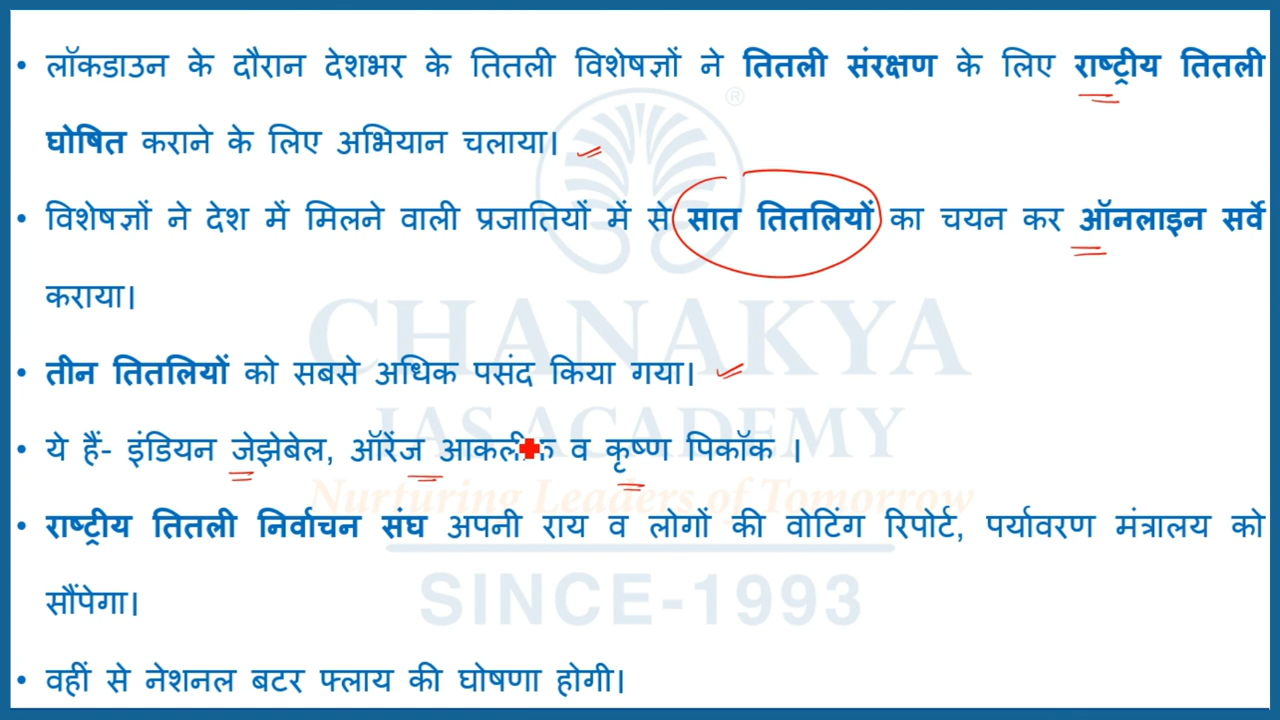 • लॉकडाउन के दौरान देशभर के तितली विशेषज्ञों ने तितली संरक्षण के लिए राष्ट्रीय तितली
घोषित कराने के लिए अभियान चलाया।
®
• विशेषज्ञों ने देश में मिलने वाली प्रजातियों में से सात तितलियों का चयन कर ऑनलाइन सर्वे
कराया।
CHANAKYA
• तीन तितलियों को सबसे अधिक पसंद किया गया।
IAS ACADEMY
• ये हैं- इंडियन जेझेबेल, ऑरेंज व कृष्ण पिकॉक ।
Nurturing Leaders of Tomorrow
• राष्ट्रीय तितली निर्वाचन संघ अपनी राय व लोगों की वोटिंग रिपोर्ट, पर्यावरण मंत्रालय को
सौंपेगा।
SINCE-1993
• वहीं से नेशनल बटर फ्लाय की घोषणा होगी।